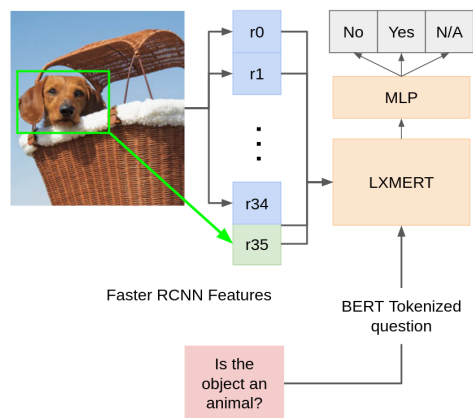 No Yes N/A
r0
r1
MLP
LXMERT
r34
r35
Faster RCNN Features
BERT Tokenized
question
Is the
object an
animal?